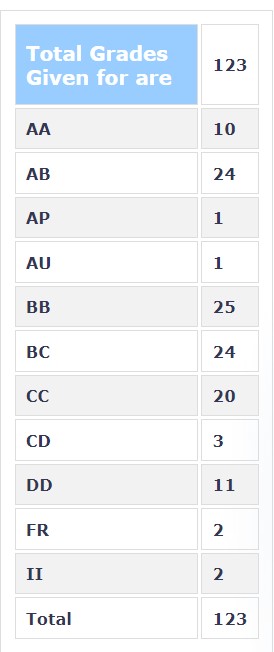 Total Grades
Given for are 123
AA 10
AB 24
AP 1
AU 1
BB 25
BC 24
CC 20
CD 3
DD 11
FR 2
II 2
Total 123